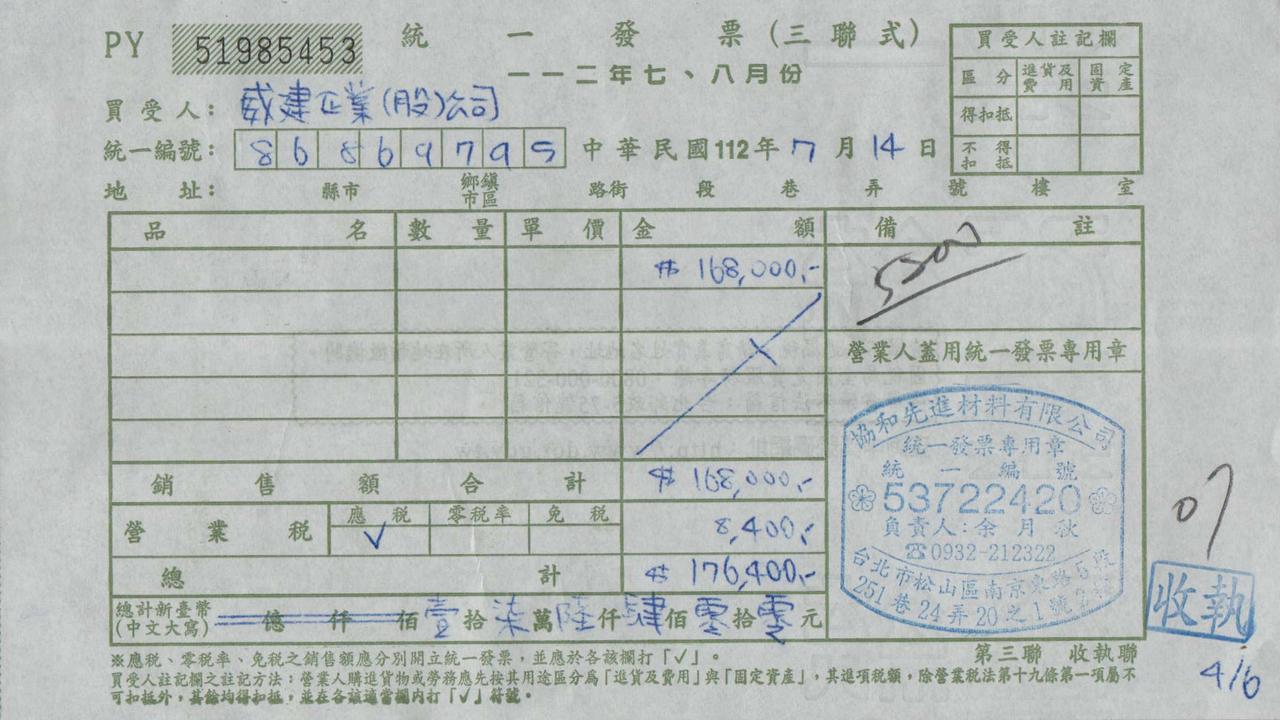 PY 51985453 統一發票(三聯式)
一一二年七、八月份
買受人註記欄
區分 進貨及費用 固定資產
得扣抵
不得扣抵
買受人: 威建企業(股)公司
統一編號: 86869795 中華民國112年7月14日
地址: 縣市 鄉鎮市區 路街 段 巷 弄 號 樓 室
品名 數量 單價 金額 備註
$ 168,000.-
營業人蓋用統一發票專用章
銷售額合計 $ 168,000.-
營業稅 應稅 ✓ 零稅率 免稅 8,400.-
總計 $ 176,400.-
總計新臺幣(中文大寫) 億 仟 佰 壹 拾 柒 萬 陸 仟 肆 佰 零 拾 零 元
協和先進材料有限公司
統一發票專用章
統一編號
53722420
負責人:余月秋
☎0932-212322
台北市松山區南京東路5段
251巷24弄20之1號2樓
07
收執
4/6
第三聯 收執聯
※應稅、零稅率、免稅之銷售額應分別開立統一發票,並應於各該欄打「✓」。
買受人註記欄之註記方法:營業人購進貨物或勞務應先按其用途區分為「進貨及費用」與「固定資產」,其進項稅額,除營業稅法第十九條第一項屬不
可扣抵外,其餘均得扣抵,並在各該適當欄內打「✓」符號。